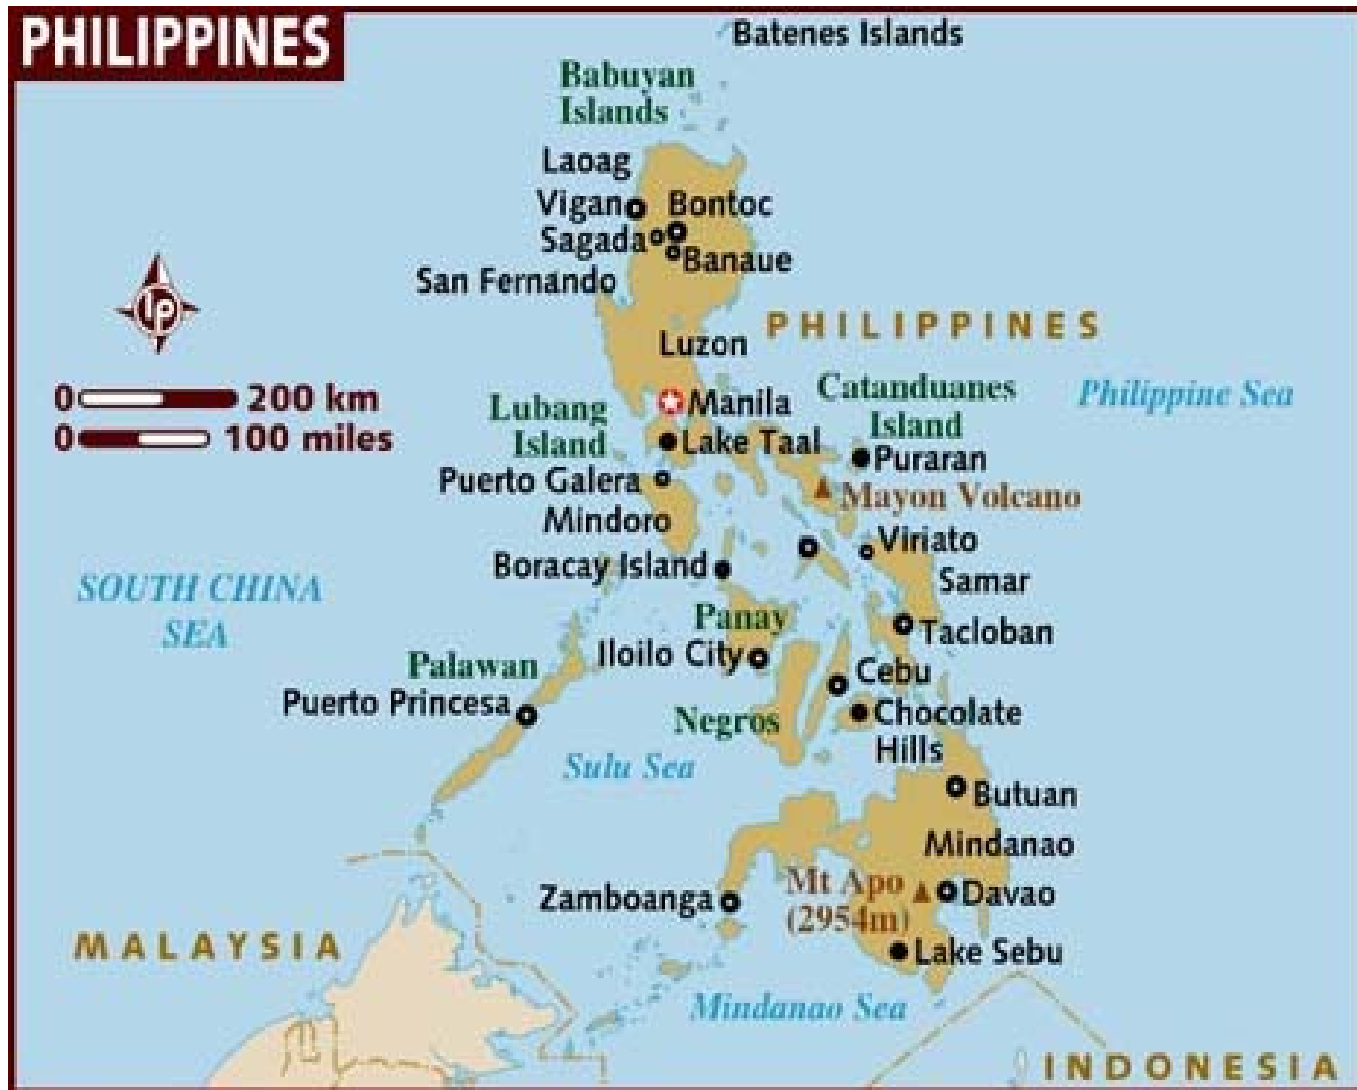 PHILIPPINES
Batenes Islands
Babuyan
Islands
Laoag
Vigan
Bontoc
Sagada
Banaue
San Fernando
PHILIPPINES
Luzon
LP
0 200 km
0 100 miles
Manila
Catanduanes
Island
Philippine Sea
Lubang
Island
Lake Taal
Puraran
Puerto Galera
Mayon Volcano
Mindoro
Viriato
Boracay Island
Samar
SOUTH CHINA
SEA
Panay
Tacloban
Iloilo City
Palawan
Cebu
Puerto Princesa
Negros
Chocolate
Hills
Sulu Sea
Butuan
Mindanao
Mt Apo
(2954m)
Davao
Zamboanga
MALAYSIA
Lake Sebu
Mindanao Sea
INDONESIA